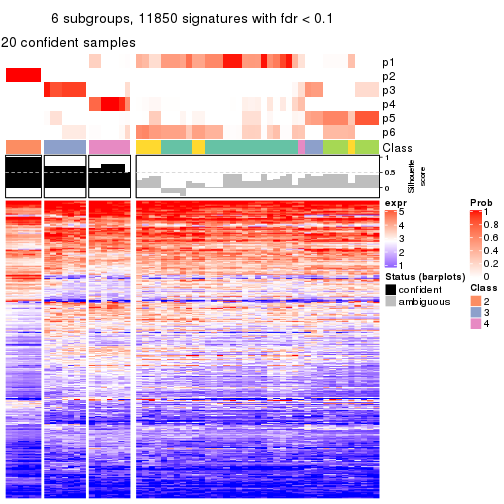 6 subgroups, 11850 signatures with fdr < 0.1
20 confident samples
p1
p2
p3
p4
p5
p6
Class
1
0.5
0
Silhouette
score
expr
5
4
3
2
1
Status (barplots)
confident
ambiguous
Prob
1
0.8
0.6
0.4
0.2
0
Class
2
3
4